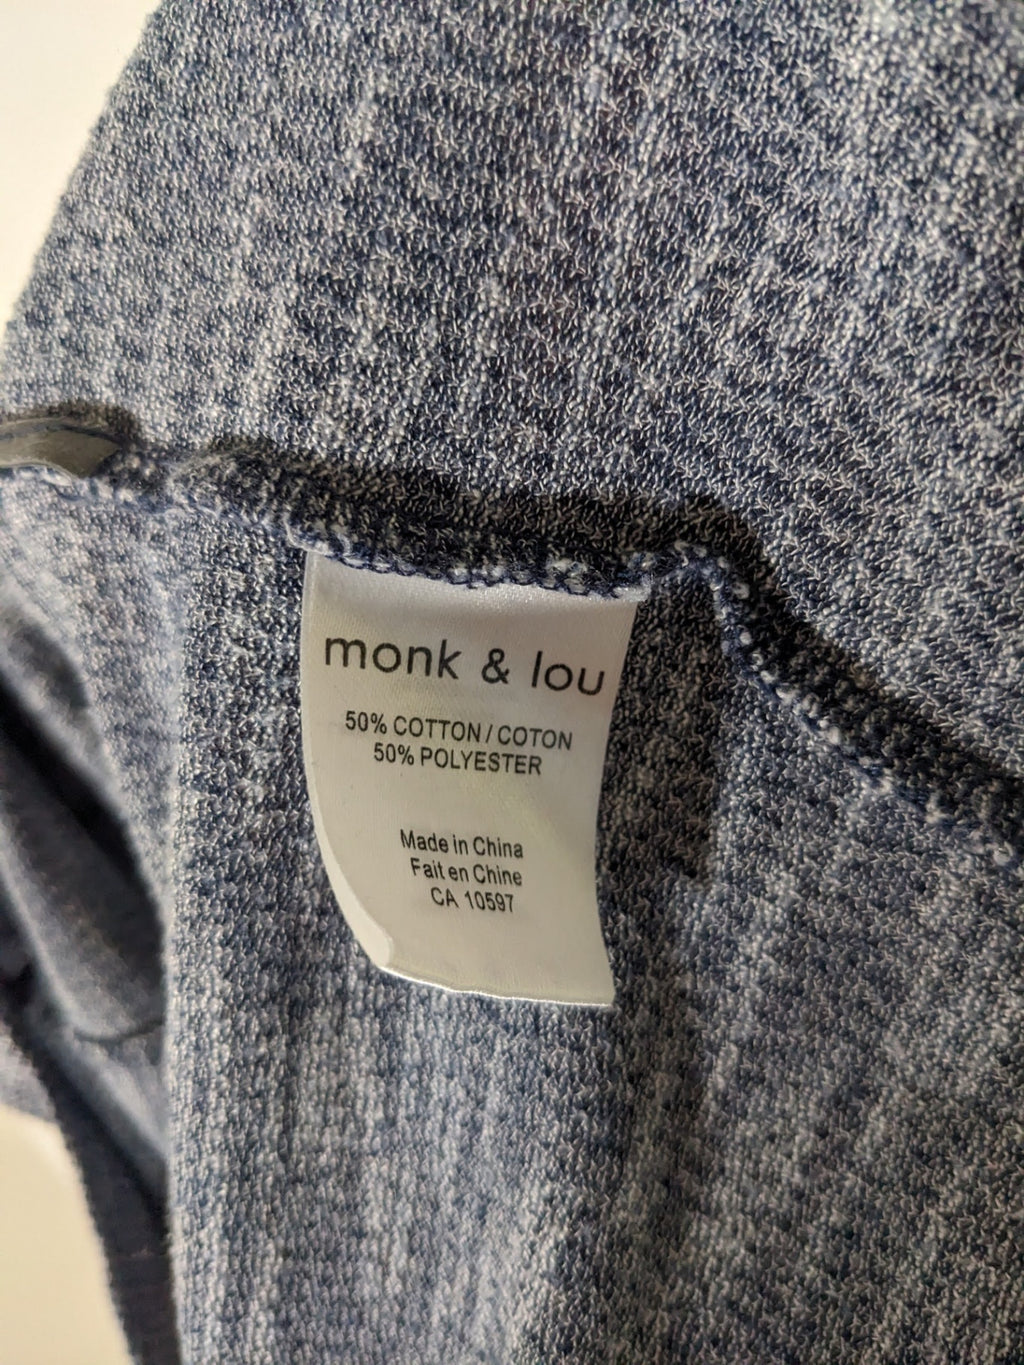 monk & lou
50% COTTON / COTON
50% POLYESTER
Made in China
Fait en Chine
CA 10597